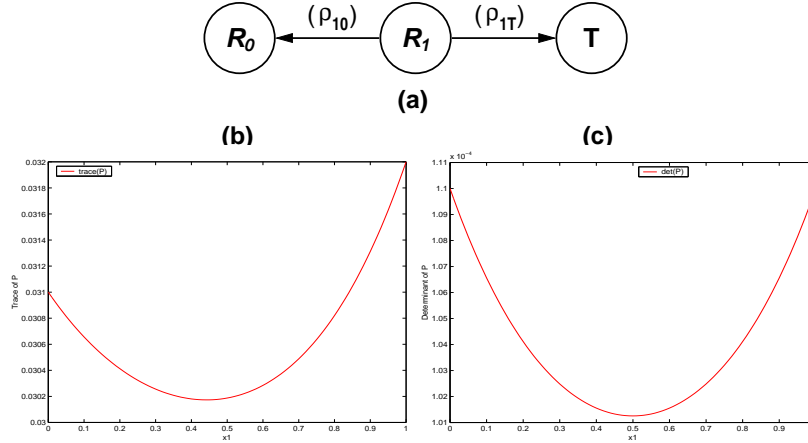 (ρ10) (ρ1T)
R0 R1 T
(a)
(b) (c)
trace(P)
0.032
0.0318
0.0316
0.0314
0.0312
0.031
0.0308
0.0306
0.0304
0.0302
0.03
Trace of P
0 0.1 0.2 0.3 0.4 0.5 0.6 0.7 0.8 0.9 1
x1
x 10⁻⁴
det(P)
1.11
1.1
1.09
1.08
1.07
1.06
1.05
1.04
1.03
1.02
1.01
Determinant of P
0 0.1 0.2 0.3 0.4 0.5 0.6 0.7 0.8 0.9
x1